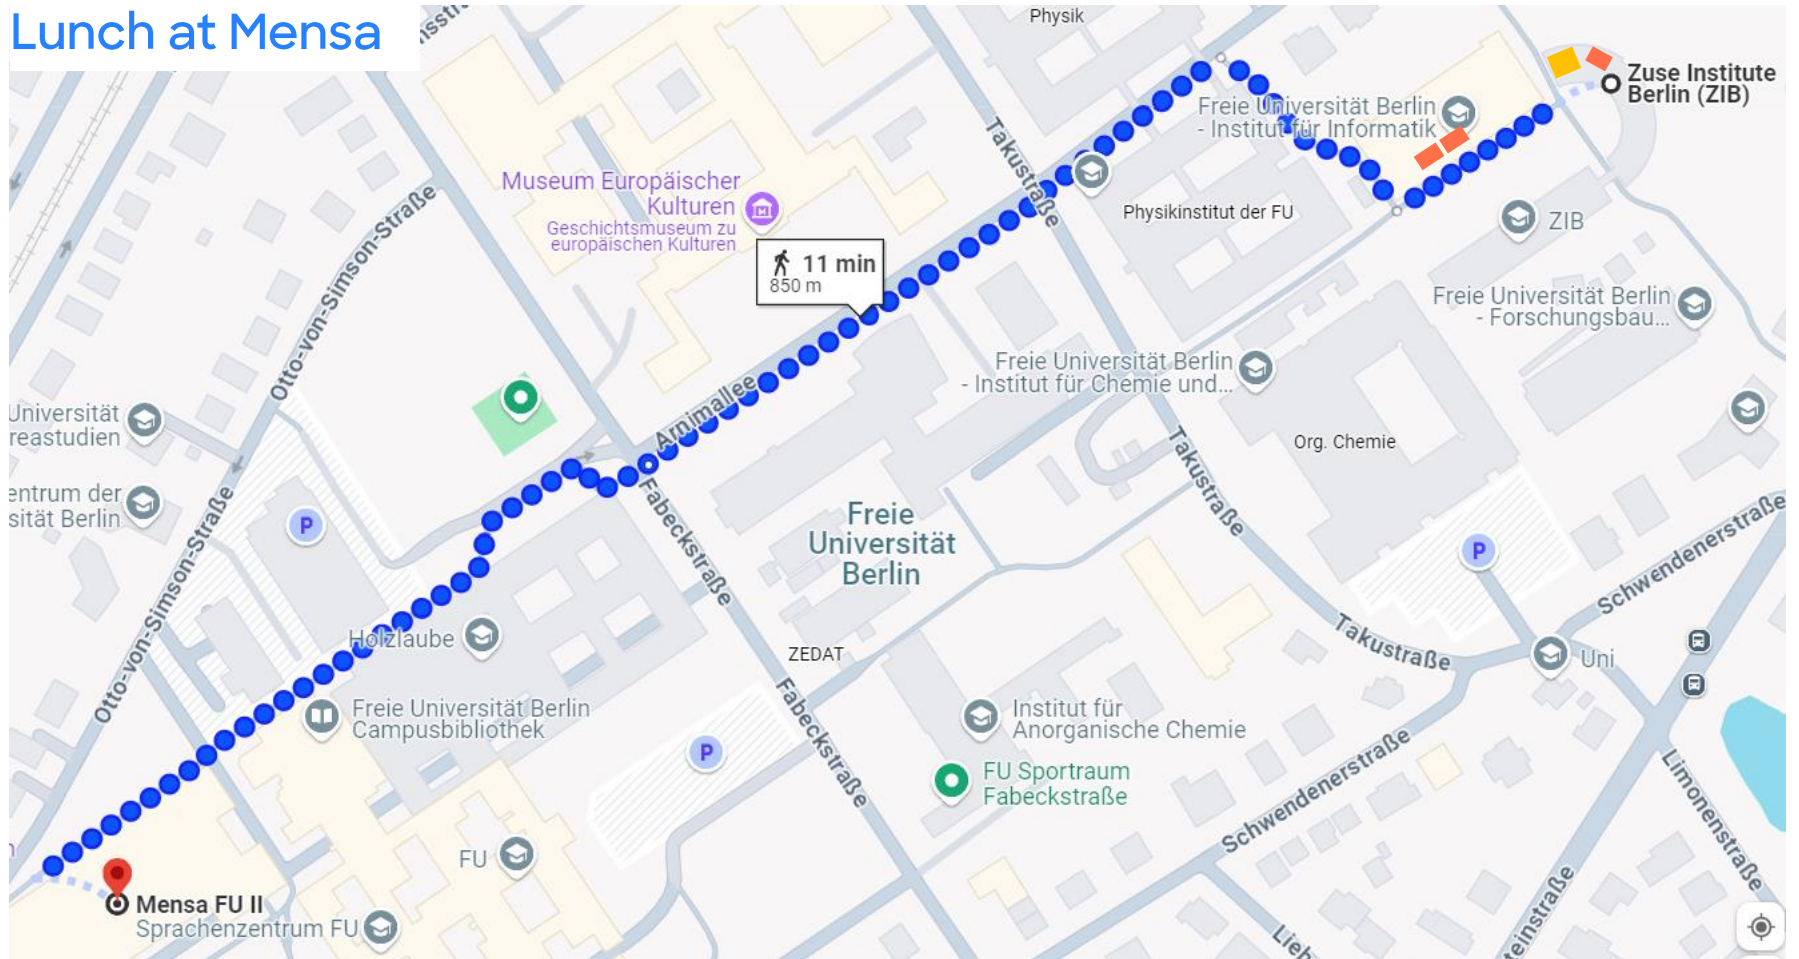 Lunch at Mensa
Physik
Zuse Institute
Berlin (ZIB)
Freie Universität Berlin
- Institut für Informatik
Takustraße
Museum Europäischer
Kulturen
Geschichtsmuseum zu
europäischen Kulturen
Physikinstitut der FU
ZIB
Otto-von-Simson-Straße
11 min
850 m
Freie Universität Berlin
- Forschungsbau...
Freie Universität Berlin
- Institut für Chemie und...
Arnimallee
Universität
reastudien
Org. Chemie
Takustraße
entrum der
sität Berlin
P
Otto-von-Simson-Straße
Fabeckstraße
Freie
Universität
Berlin
P
Schwendenerstraße
Holzlaube
ZEDAT
Takustraße
Uni
Freie Universität Berlin
Campusbibliothek
P
Fabeckstraße
Institut für
Anorganische Chemie
FU Sportraum
Fabeckstraße
Schwendenerstraße
Limonenstraße
FU
Mensa FU II
Sprachenzentrum FU
Lieb
einstraße